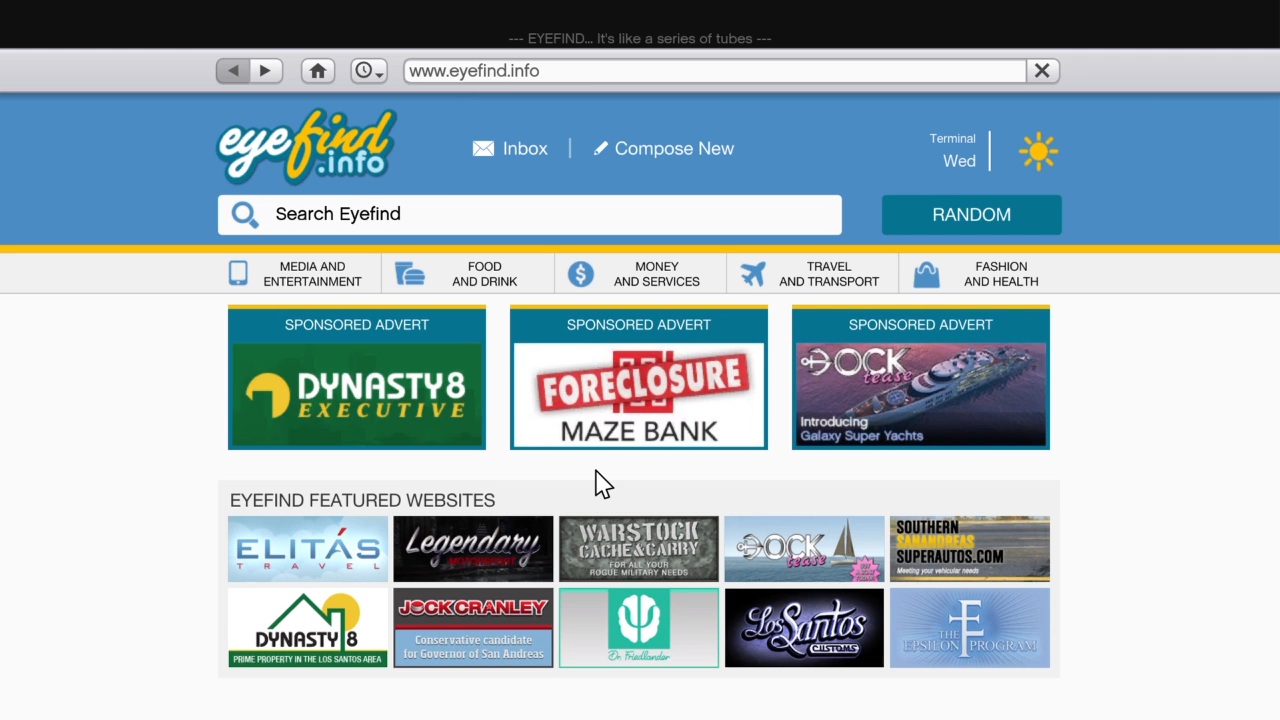 --- EYEFIND... It's like a series of tubes ---
www.eyefind.info
eyefind
.info
Inbox
Compose New
Terminal
Wed
Search Eyefind
RANDOM
MEDIA AND
ENTERTAINMENT
FOOD
AND DRINK
MONEY
AND SERVICES
TRAVEL
AND TRANSPORT
FASHION
AND HEALTH
SPONSORED ADVERT
DYNASTY8
EXECUTIVE
SPONSORED ADVERT
FORECLOSURE
MAZE BANK
SPONSORED ADVERT
DOCK
tease
Introducing
Galaxy Super Yachts
EYEFIND FEATURED WEBSITES
ELITÁS
TRAVEL
Legendary
MOTORSPORT
WARSTOCK
CACHE&CARRY
FOR ALL YOUR
ROGUE MILITARY NEEDS
DOCK
tease
SOUTHERN
SANANDREAS
SUPERAUTOS.COM
Meeting your vehicular needs
DYNASTY 8
PRIME PROPERTY IN THE LOS SANTOS AREA
JOCK CRANLEY
Conservative candidate
for Governor of San Andreas
Dr. Friedlander
Los Santos
CUSTOMS
THE
EPSILON PROGRAM